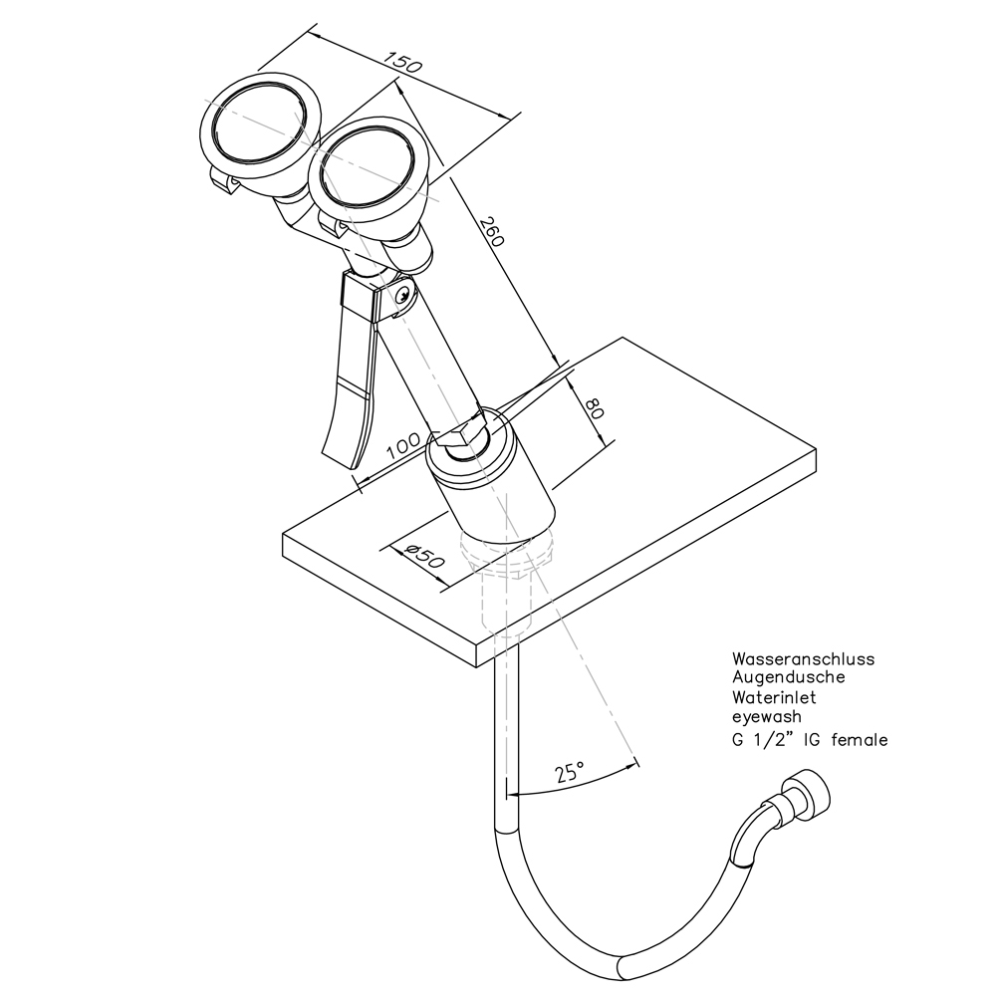 150
260
80
100
ø50
Wasseranschluss
Augendusche
Waterinlet
eyewash
G 1/2” IG female
25°